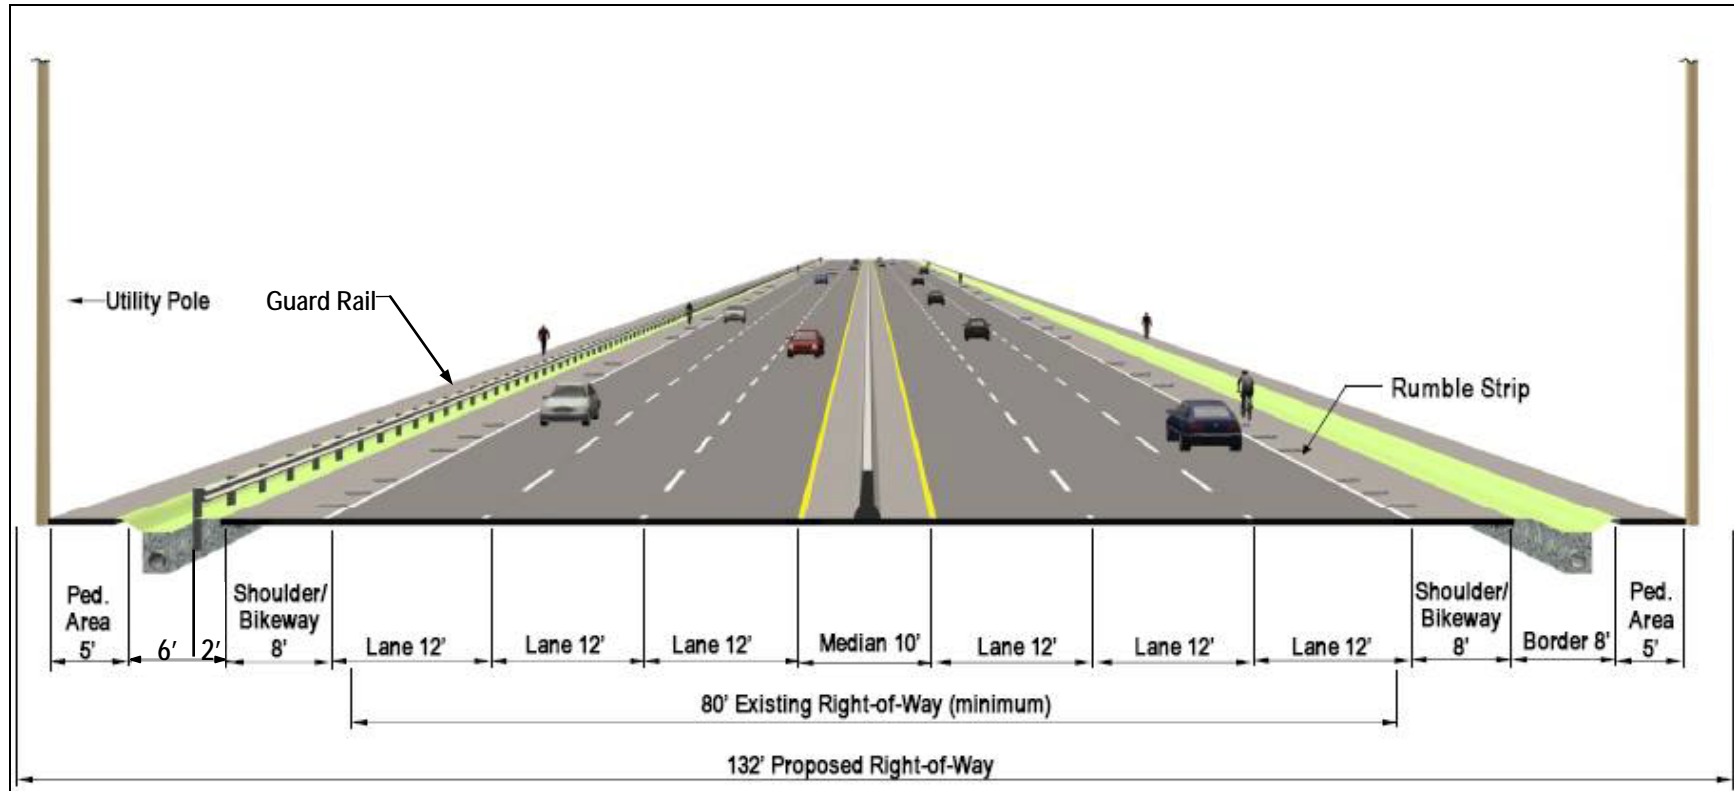 Utility Pole
Guard Rail
Rumble Strip
Ped.
Area
5'
6'
2'
Shoulder/
Bikeway
8'
Lane 12'
Lane 12'
Lane 12'
Median 10'
Lane 12'
Lane 12'
Lane 12'
Shoulder/
Bikeway
8'
Border 8'
Ped.
Area
5'
80' Existing Right-of-Way (minimum)
132' Proposed Right-of-Way